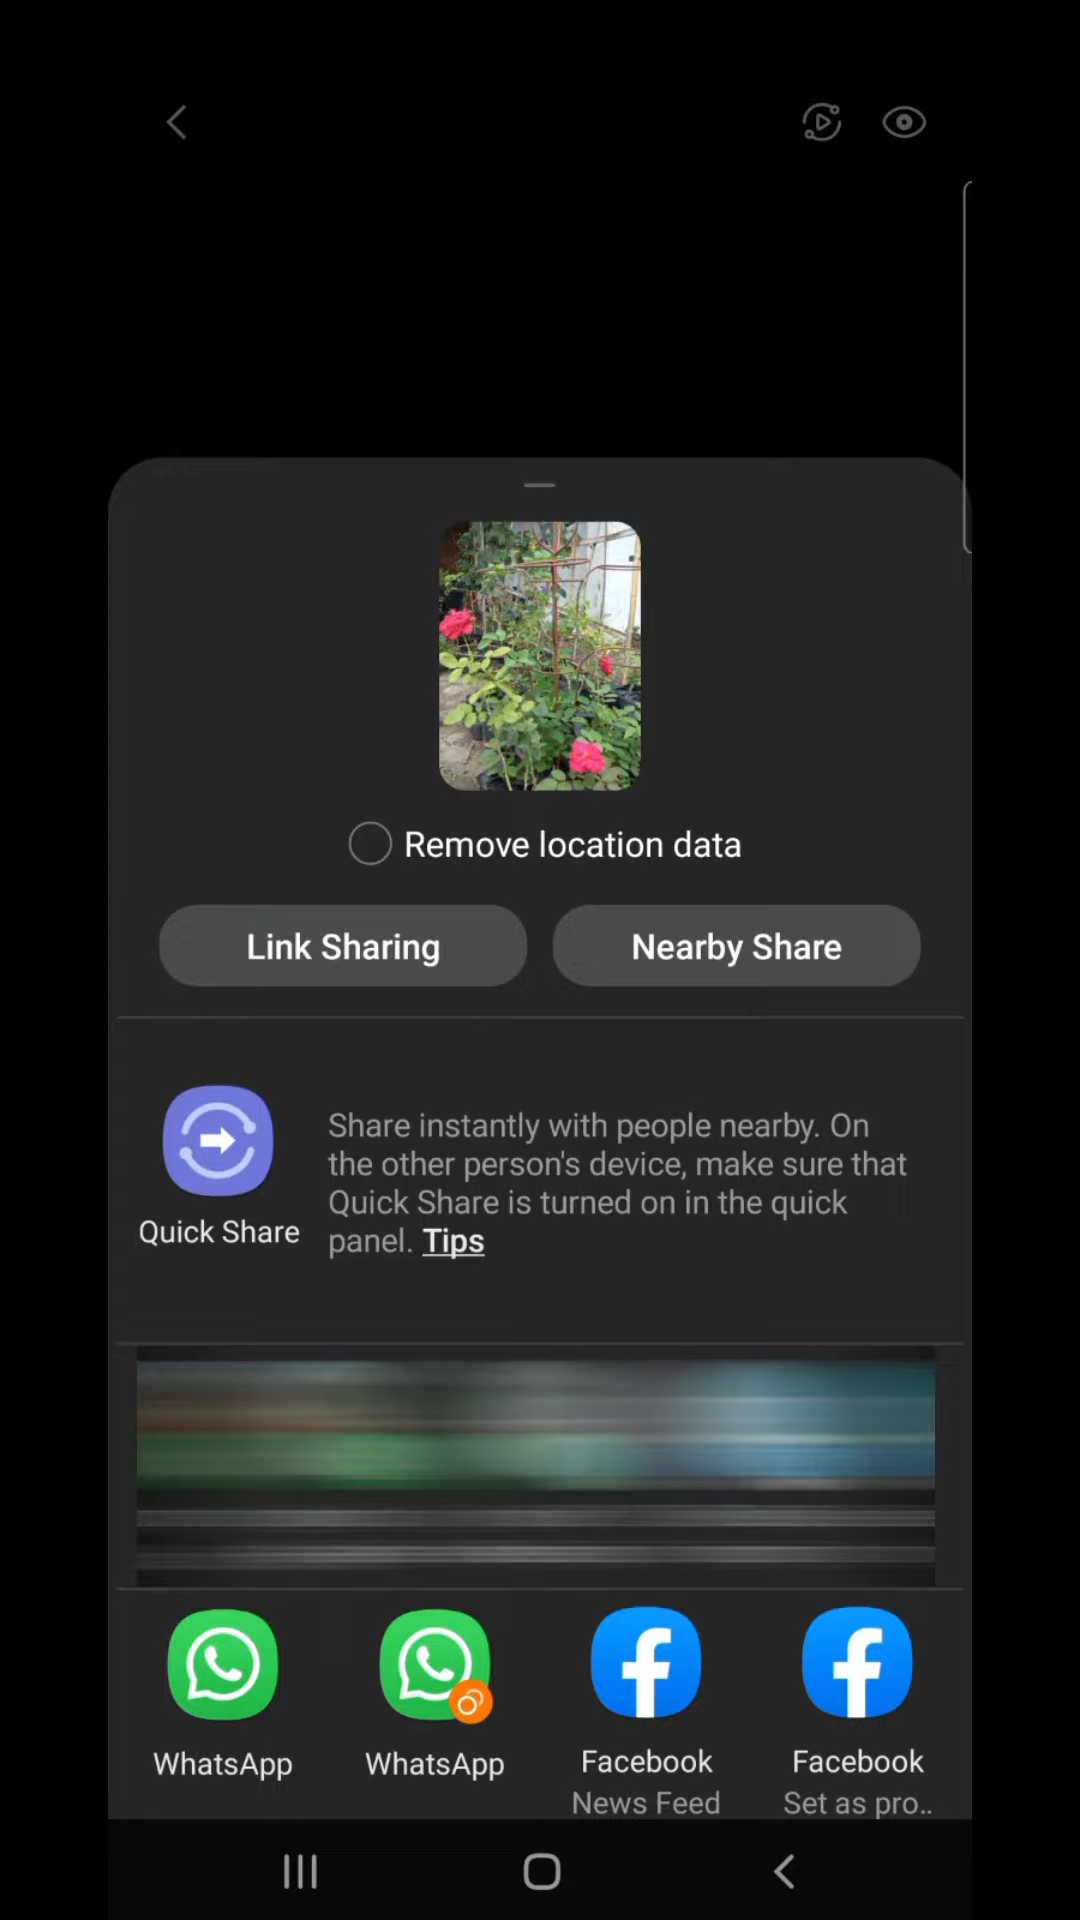 Remove location data
Link Sharing
Nearby Share
Share instantly with people nearby. On
the other person's device, make sure that
Quick Share is turned on in the quick
panel. Tips
Quick Share
WhatsApp
WhatsApp
Facebook
News Feed
Facebook
Set as pro..